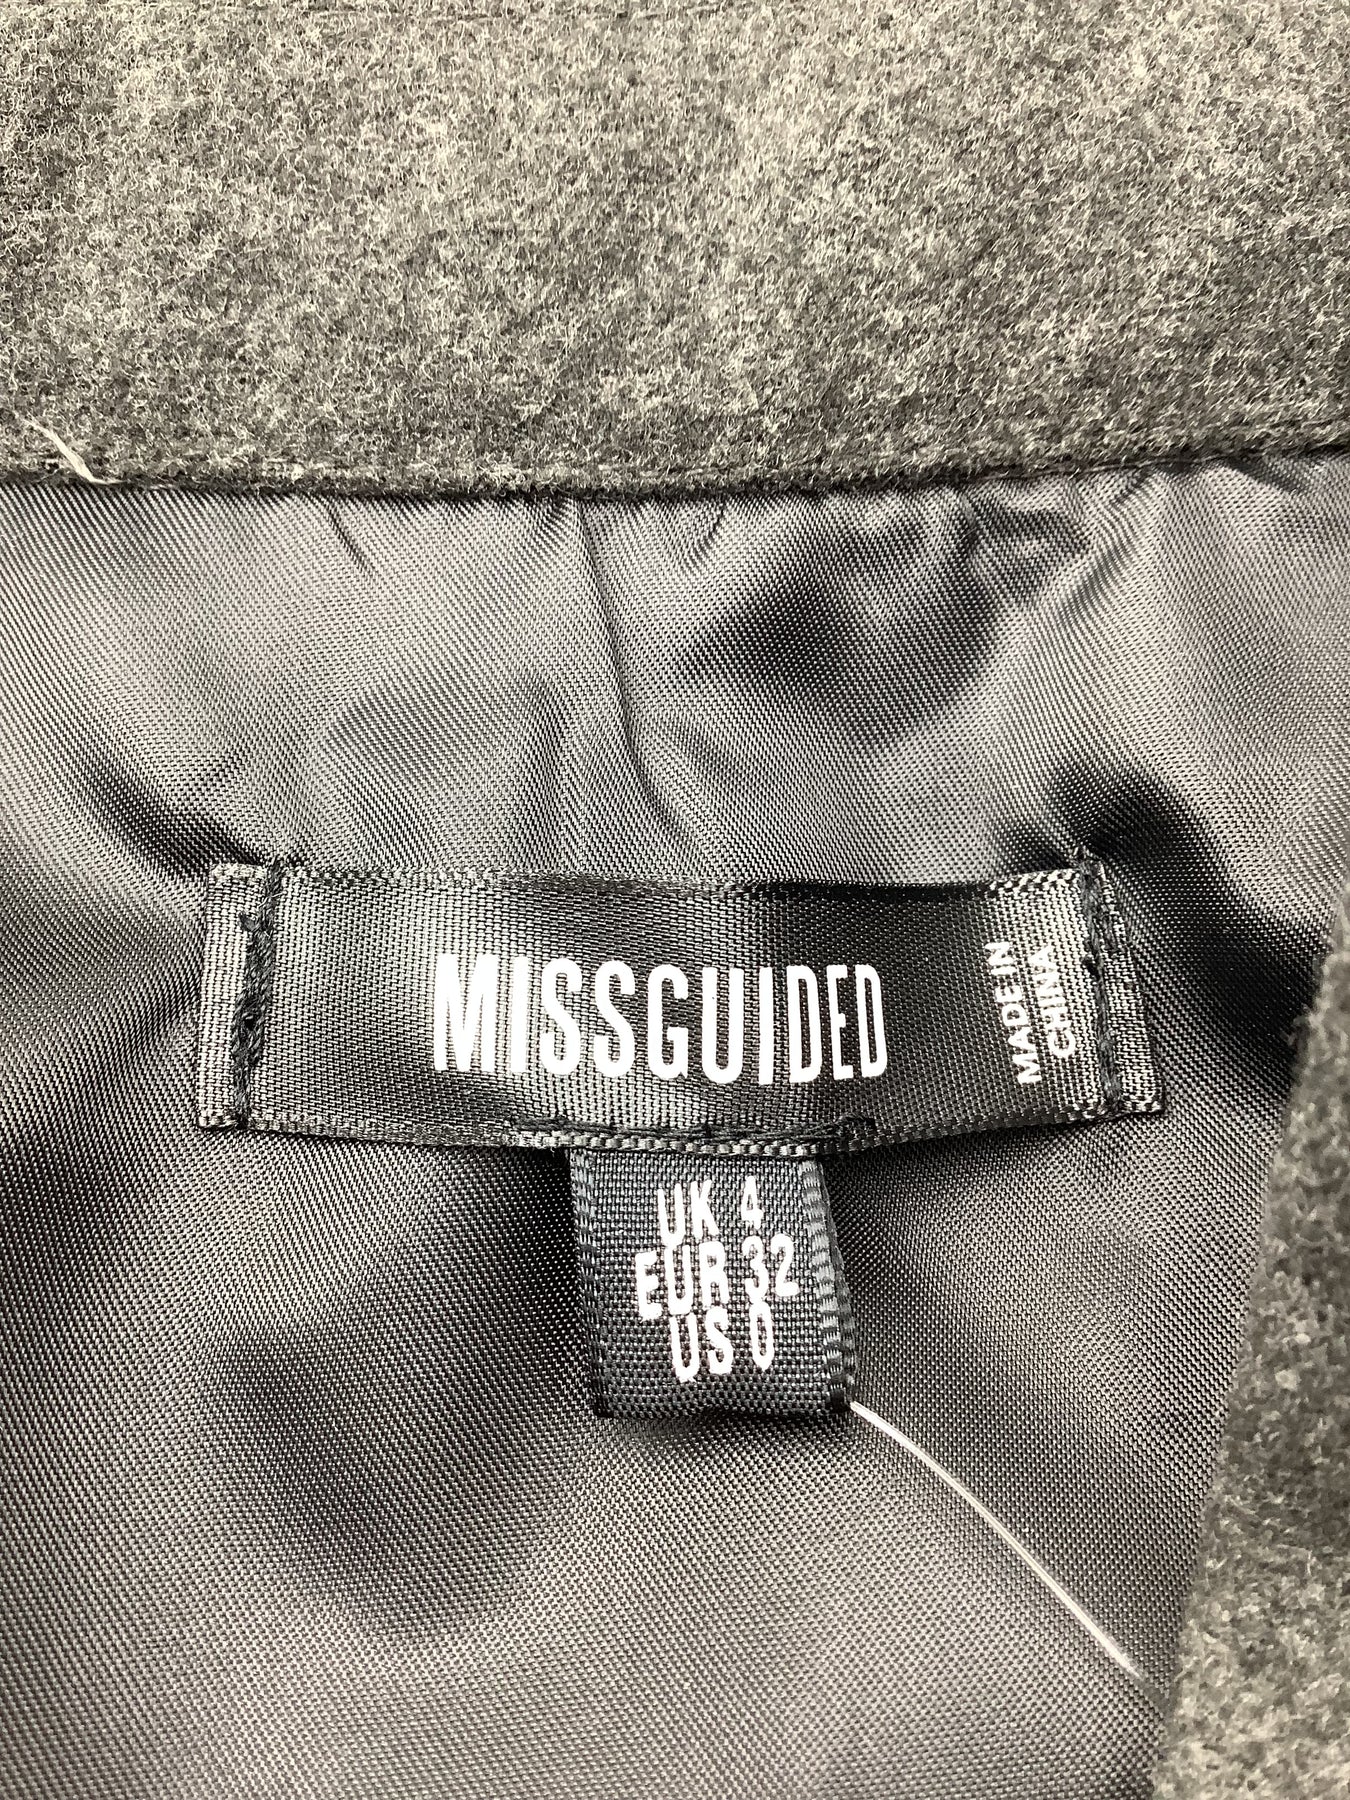 MISSGUIDED
MADE IN
CHINA
UK 4
EUR 32
US 0